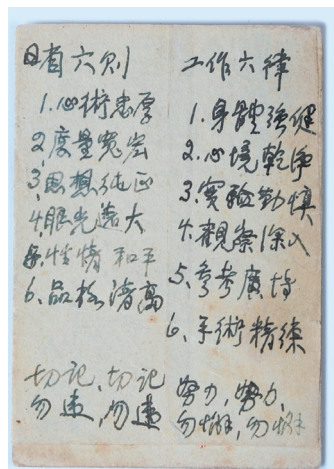 日省六则
1.心術忠厚
2.度量寬宏
3.思想純正
4.眼光遠大
5.性情和平
6.品格清高
切記、切記
勿違,勿違
工作六律
1.身體強健
2.心境乾净
3.實驗勤慎
4.觀察深入
5.參考廣博
6.手術精練
努力,努力,
勿懈,勿懈